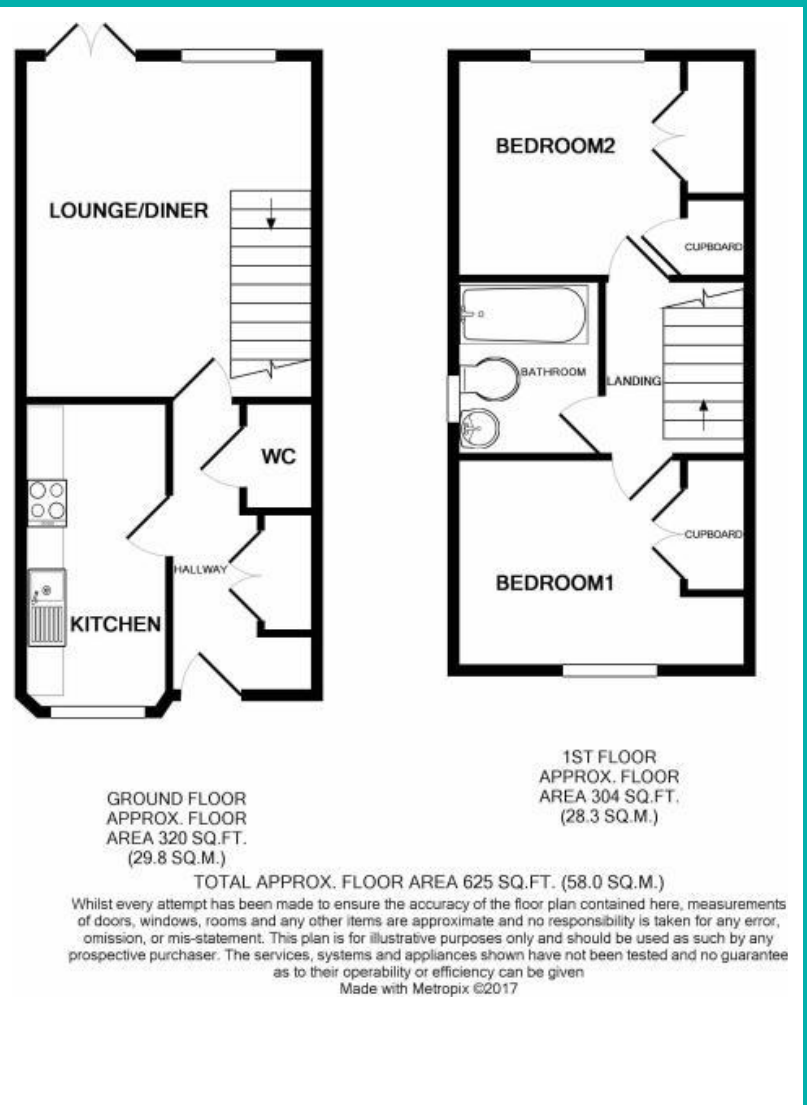 LOUNGE/DINER
WC
HALLWAY
KITCHEN
BEDROOM2
CUPBOARD
BATHROOM
LANDING
CUPBOARD
BEDROOM1
GROUND FLOOR
APPROX. FLOOR
AREA 320 SQ.FT.
(29.8 SQ.M.)
1ST FLOOR
APPROX. FLOOR
AREA 304 SQ.FT.
(28.3 SQ.M.)
TOTAL APPROX. FLOOR AREA 625 SQ.FT. (58.0 SQ.M.)
Whilst every attempt has been made to ensure the accuracy of the floor plan contained here, measurements
of doors, windows, rooms and any other items are approximate and no responsibility is taken for any error,
omission, or mis-statement. This plan is for illustrative purposes only and should be used as such by any
prospective purchaser. The services, systems and appliances shown have not been tested and no guarantee
as to their operability or efficiency can be given
Made with Metropix ©2017